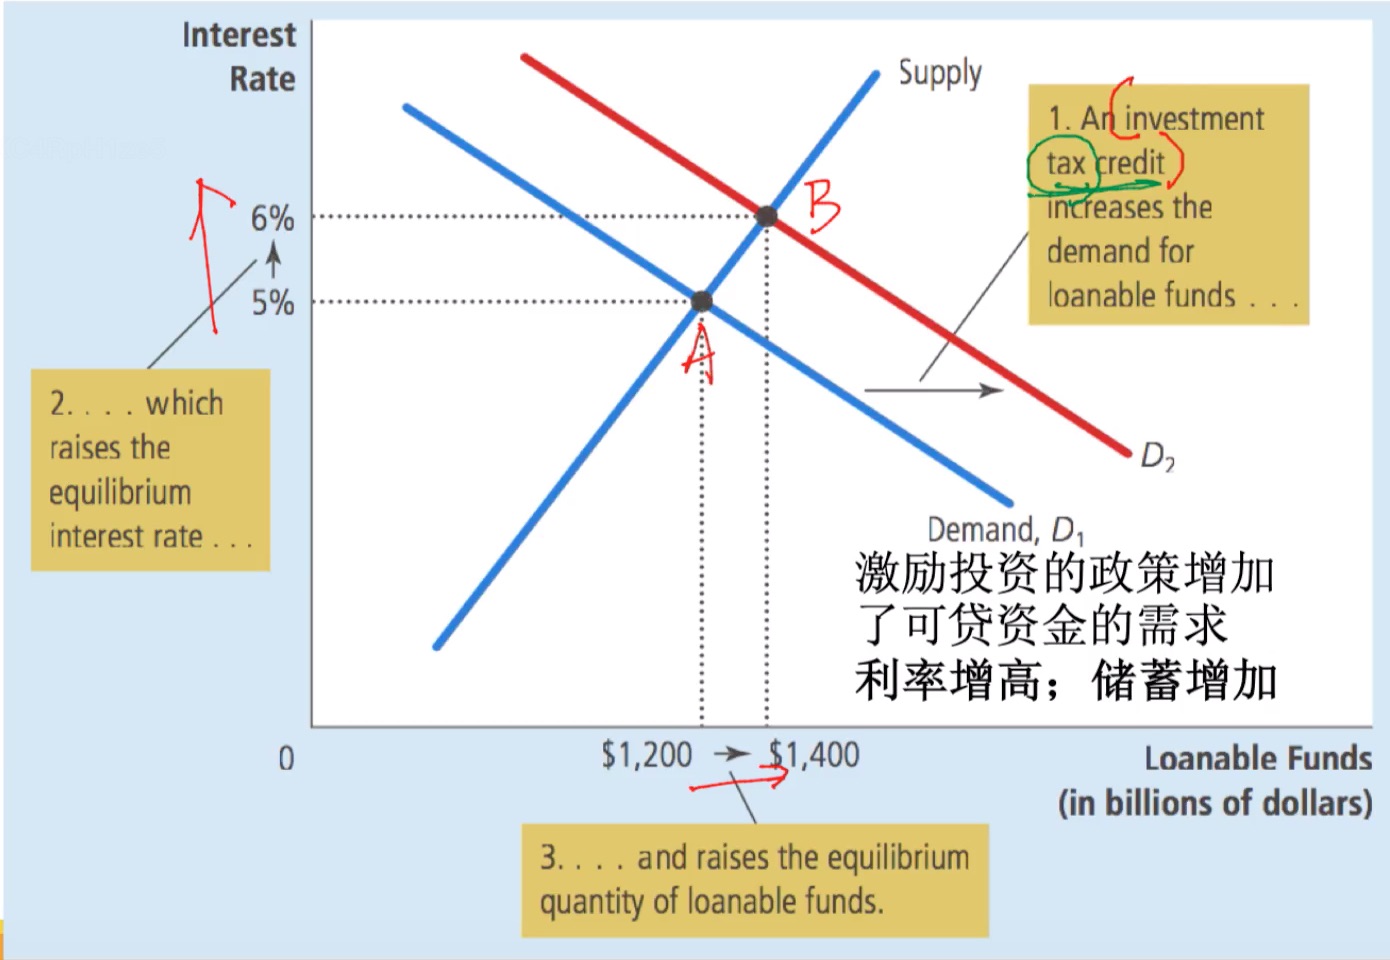 Interest
Rate
Supply
1. An investment
tax credit
increases the
demand for
loanable funds . . .
B
6%
5%
A
2. . . . which
raises the
equilibrium
interest rate . . .
D₂
Demand, D₁
激励投资的政策增加
了可贷资金的需求
利率增高；储蓄增加
0
$1,200
$1,400
Loanable Funds
(in billions of dollars)
3. . . . and raises the equilibrium
quantity of loanable funds.